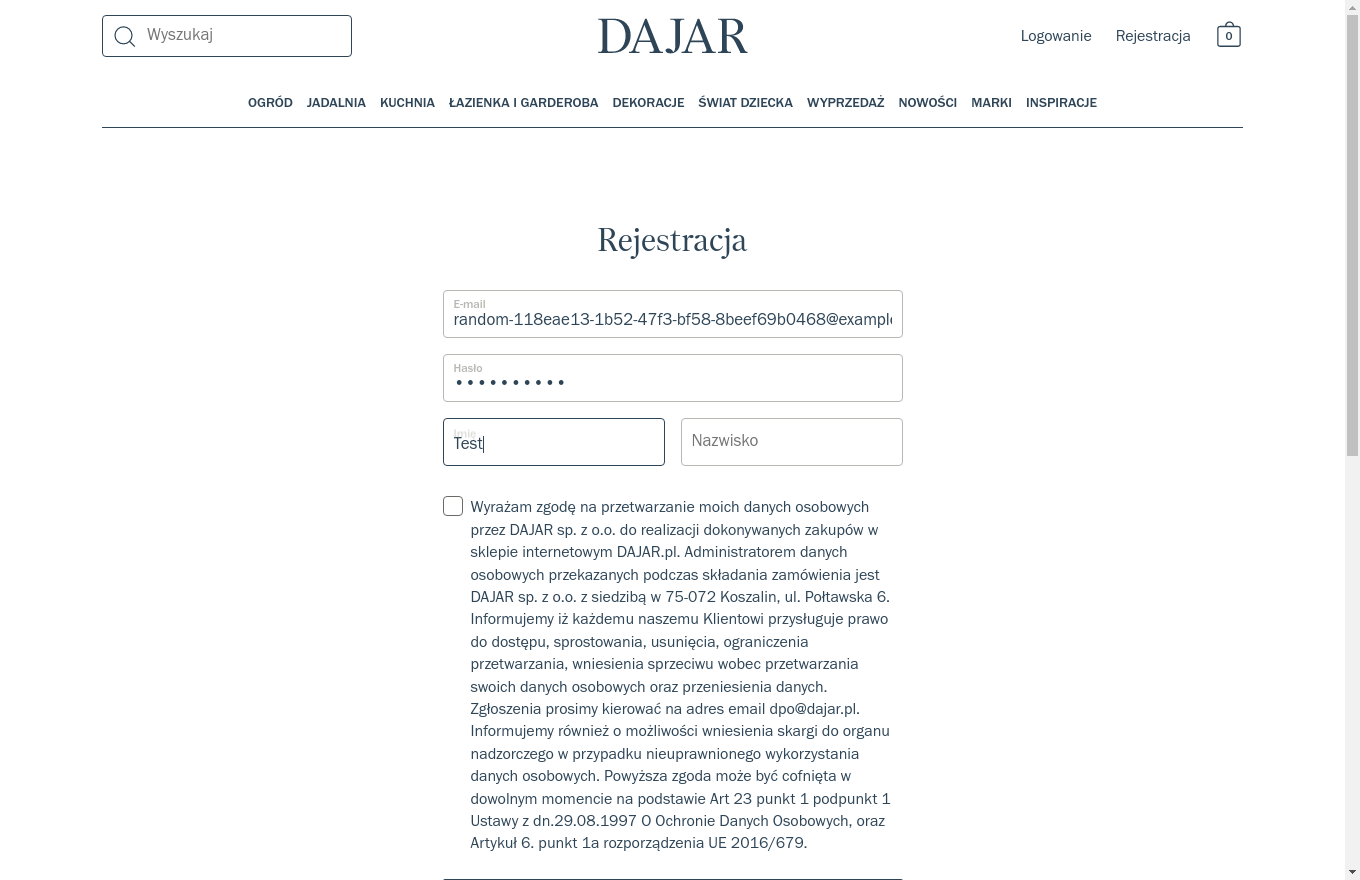 Wyszukaj
DAJAR
Logowanie
Rejestracja
0
OGRÓD
JADALNIA
KUCHNIA
ŁAZIENKA I GARDEROBA
DEKORACJE
ŚWIAT DZIECKA
WYPRZEDAŻ
NOWOŚCI
MARKI
INSPIRACJE
Rejestracja
E-mail
random-118eae13-1b52-47f3-bf58-8beef69b0468@example
Hasło
••••••••••
Imię
Test
Nazwisko
Wyrażam zgodę na przetwarzanie moich danych osobowych
przez DAJAR sp. z o.o. do realizacji dokonywanych zakupów w
sklepie internetowym DAJAR.pl. Administratorem danych
osobowych przekazanych podczas składania zamówienia jest
DAJAR sp. z o.o. z siedzibą w 75-072 Koszalin, ul. Połtawska 6.
Informujemy iż każdemu naszemu Klientowi przysługuje prawo
do dostępu, sprostowania, usunięcia, ograniczenia
przetwarzania, wniesienia sprzeciwu wobec przetwarzania
swoich danych osobowych oraz przeniesienia danych.
Zgłoszenia prosimy kierować na adres email dpo@dajar.pl.
Informujemy również o możliwości wniesienia skargi do organu
nadzorczego w przypadku nieuprawnionego wykorzystania
danych osobowych. Powyższa zgoda może być cofnięta w
dowolnym momencie na podstawie Art 23 punkt 1 podpunkt 1
Ustawy z dn.29.08.1997 O Ochronie Danych Osobowych, oraz
Artykuł 6. punkt 1a rozporządzenia UE 2016/679.